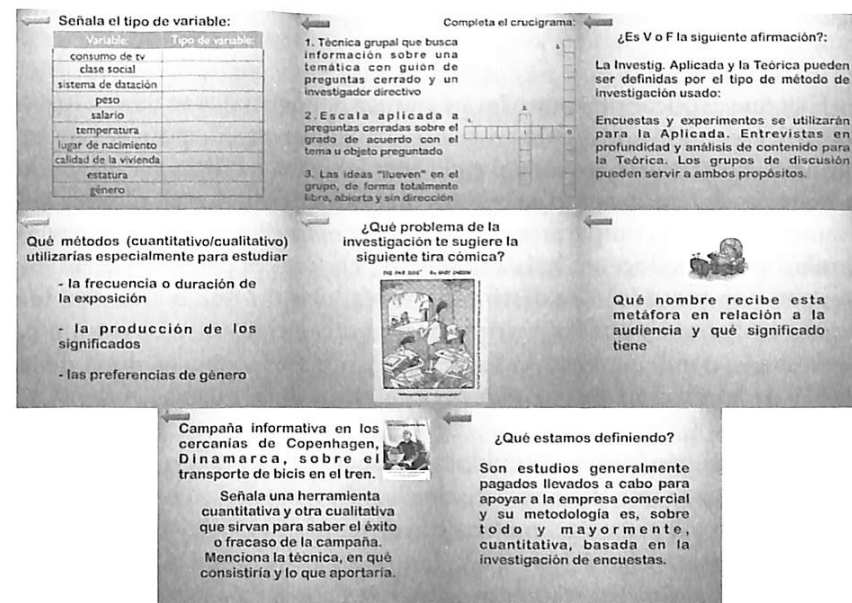 Señala el tipo de variable:
Variable: Tipo de variable:
consumo de tv
clase social
sistema de datación
peso
salario
temperatura
lugar de nacimiento
calidad de la vivienda
estatura
género
Completa el crucigrama:
1. Técnica grupal que busca
información sobre una
temática con guión de
preguntas cerrado y un
investigador directivo
2. Escala aplicada a
preguntas cerradas sobre el
grado de acuerdo con el
tema u objeto preguntado
3. Las ideas "llueven" en el
grupo, de forma totalmente
libre, abierta y sin dirección
¿Es V o F la siguiente afirmación?:
La Investig. Aplicada y la Teórica pueden
ser definidas por el tipo de método de
investigación usado:
Encuestas y experimentos se utilizarán
para la Aplicada. Entrevistas en
profundidad y análisis de contenido para
la Teórica. Los grupos de discusión
pueden servir a ambos propósitos.
Qué métodos (cuantitativo/cualitativo)
utilizarías especialmente para estudiar
- la frecuencia o duración de
la exposición
- la producción de los
significados
- las preferencias de género
¿Qué problema de la
investigación te sugiere la
siguiente tira cómica?
THE FAR SIDE By GARY LARSON
Qué nombre recibe esta
metáfora en relación a la
audiencia y qué significado
tiene
Campaña informativa en los
cercanías de Copenhagen,
Dinamarca, sobre el
transporte de bicis en el tren.
Señala una herramienta
cuantitativa y otra cualitativa
que sirvan para saber el éxito
o fracaso de la campaña.
Menciona la técnica, en qué
consistiría y lo que aportaría.
¿Qué estamos definiendo?
Son estudios generalmente
pagados llevados a cabo para
apoyar a la empresa comercial
y su metodología es, sobre
todo y mayormente,
cuantitativa, basada en la
investigación de encuestas.